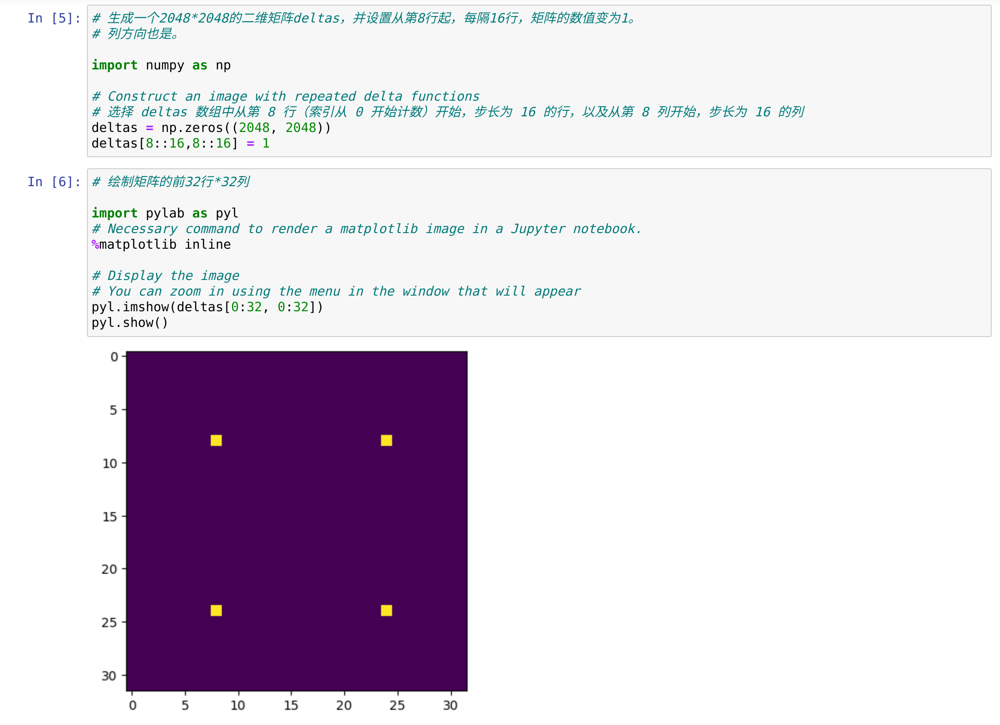 In [5]: # 生成一个2048*2048的二维矩阵deltas，并设置从第8行起，每隔16行，矩阵的数值变为1。
# 列方向也是。
import numpy as np
# Construct an image with repeated delta functions
# 选择 deltas 数组中从第 8 行（索引从 0 开始计数）开始，步长为 16 的行，以及从第 8 列开始，步长为 16 的列
deltas = np.zeros((2048, 2048))
deltas[8::16,8::16] = 1
In [6]: # 绘制矩阵的前32行*32列
import pylab as pyl
# Necessary command to render a matplotlib image in a Jupyter notebook.
%matplotlib inline
# Display the image
# You can zoom in using the menu in the window that will appear
pyl.imshow(deltas[0:32, 0:32])
pyl.show()
0
5
10
15
20
25
30
0 5 10 15 20 25 30